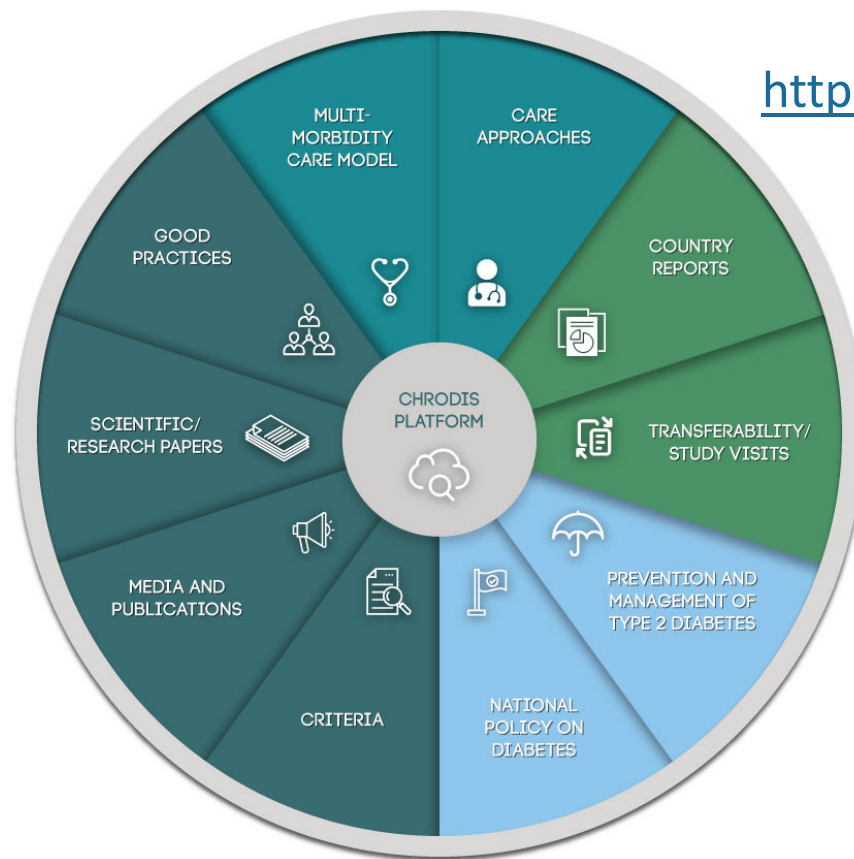 http
MULTI-
MORBIDITY
CARE MODEL
CARE
APPROACHES
COUNTRY
REPORTS
TRANSFERABILITY/
STUDY VISITS
PREVENTION AND
MANAGEMENT OF
TYPE 2 DIABETES
NATIONAL
POLICY ON
DIABETES
CRITERIA
MEDIA AND
PUBLICATIONS
SCIENTIFIC/
RESEARCH PAPERS
GOOD
PRACTICES
CHRODIS
PLATFORM